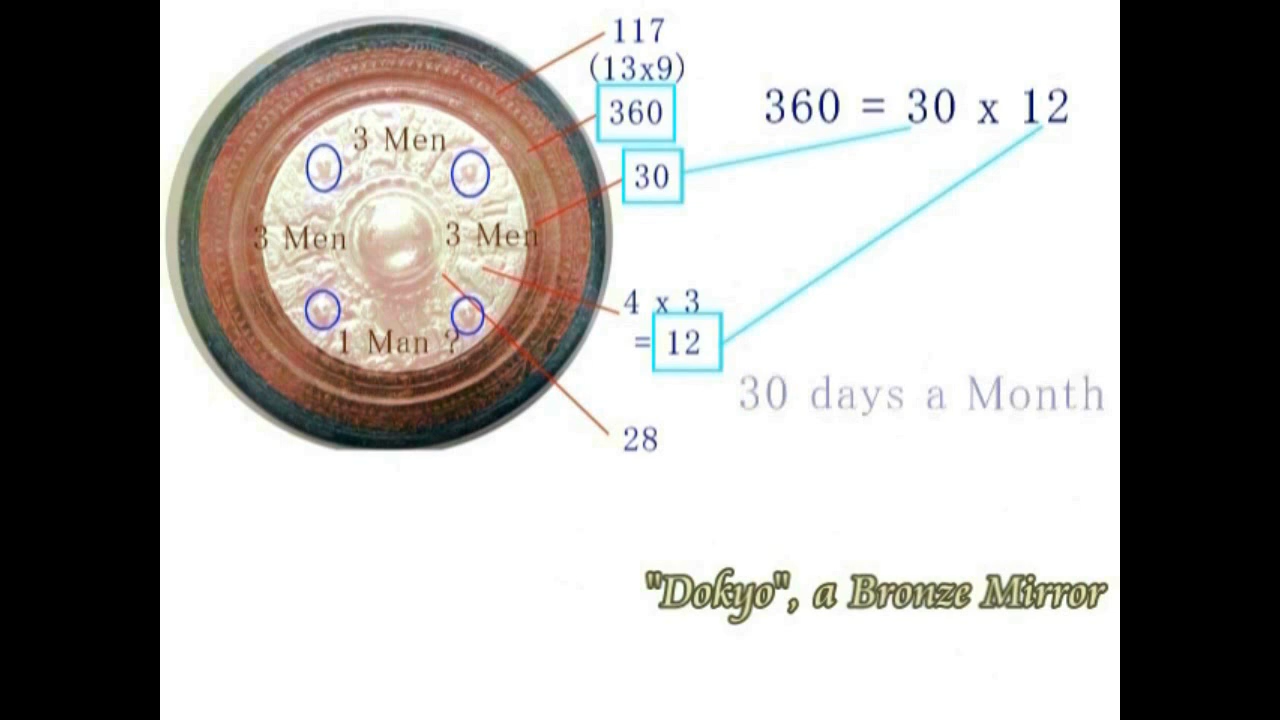 117
(13x9)
360
360 = 30 x 12
3 Men
30
3 Men
3 Men
4 x 3
= 12
1 Man ?
30 days a Month
28
"Dokyo", a Bronze Mirror